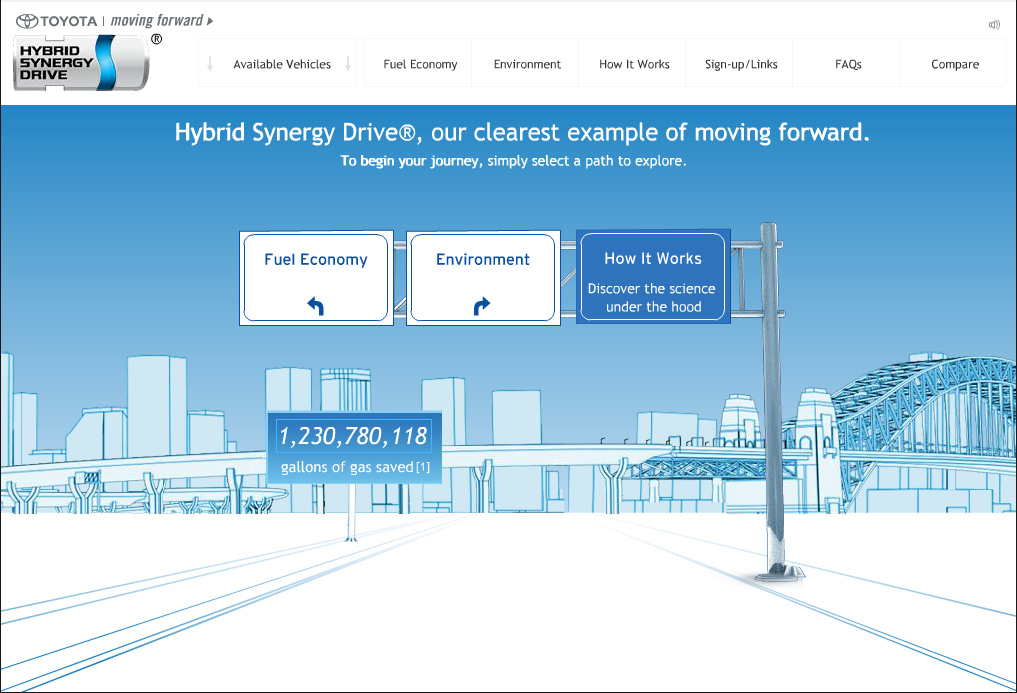 TOYOTA | moving forward
HYBRID
SYNERGY
DRIVE ®
Available Vehicles
Fuel Economy
Environment
How It Works
Sign-up/Links
FAQs
Compare
Hybrid Synergy Drive®, our clearest example of moving forward.
To begin your journey, simply select a path to explore.
Fuel Economy
Environment
How It Works
Discover the science
under the hood
1,230,780,118
gallons of gas saved[1]